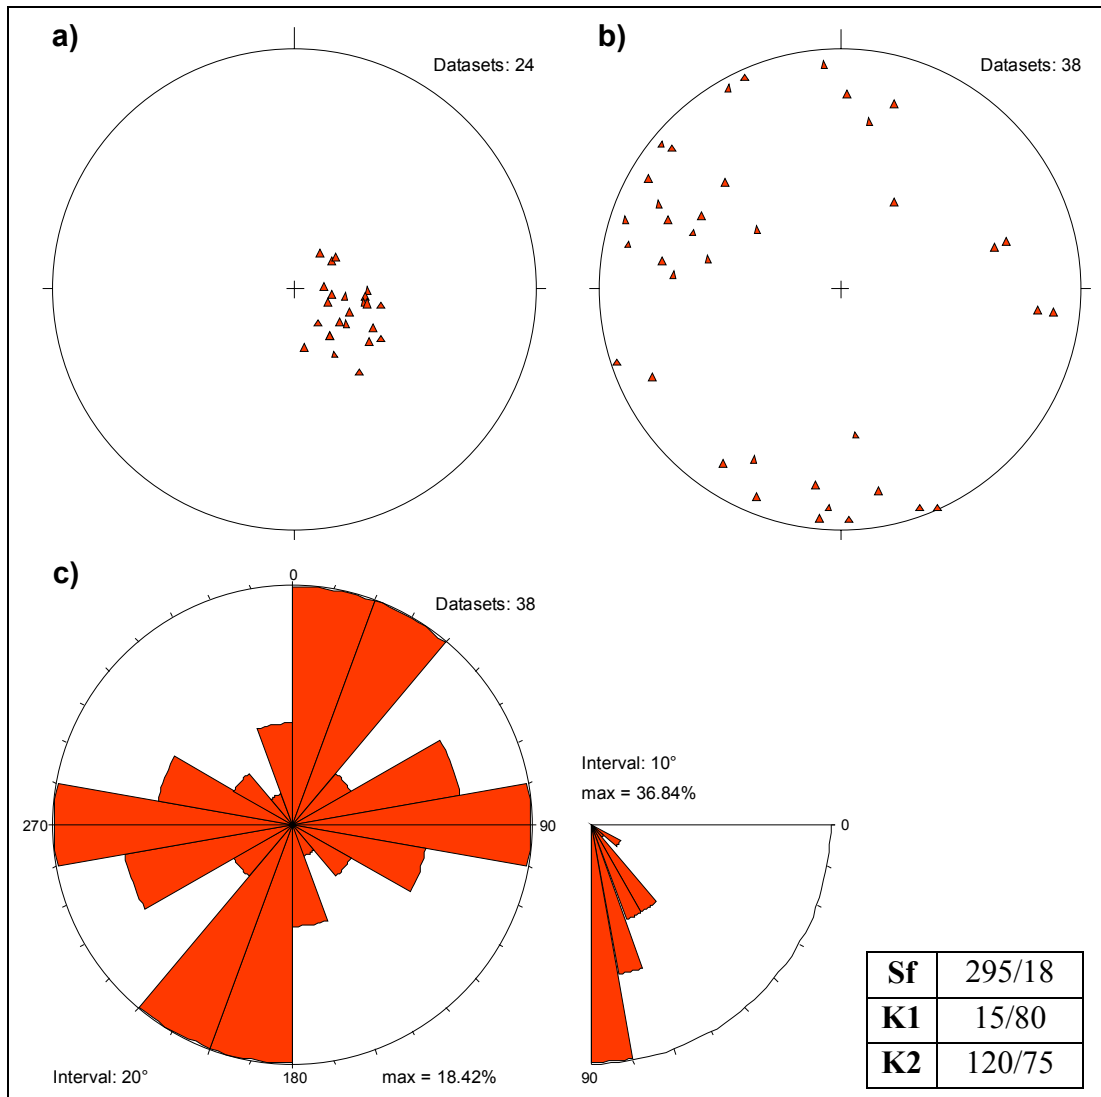 a)
Datasets: 24
b)
Datasets: 38
c)
0
Datasets: 38
270
90
180
Interval: 20°
max = 18.42%
Interval: 10°
max = 36.84%
0
90
Sf 295/18
K1 15/80
K2 120/75